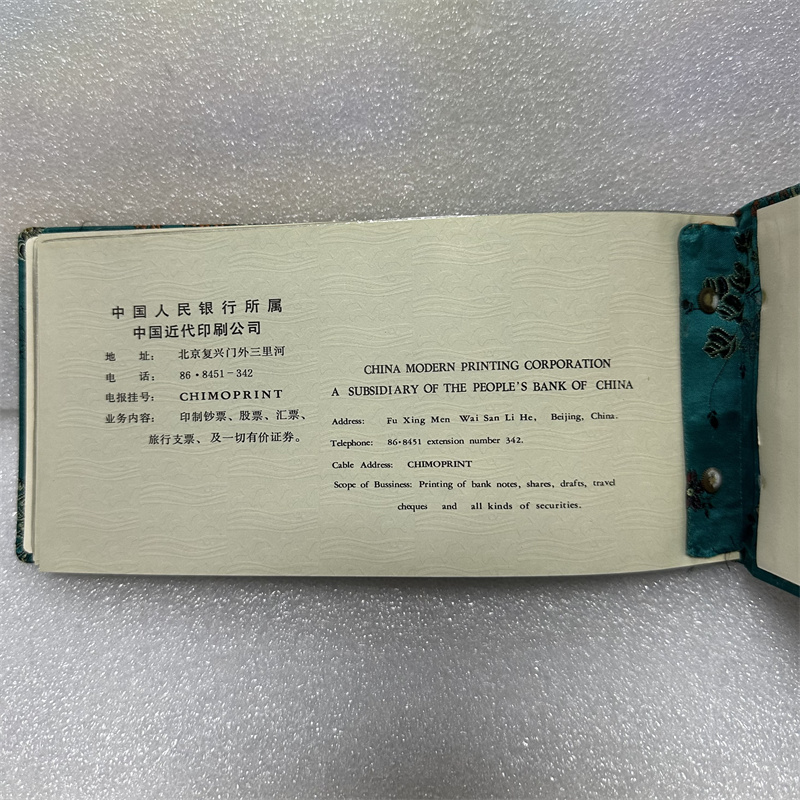 中国人民银行所属
中国近代印刷公司
地 址： 北京复兴门外三里河
电 话： 86·8451-342
电报挂号： CHIMOPRINT
业务内容： 印制钞票、股票、汇票、
旅行支票、及一切有价证券。
CHINA MODERN PRINTING CORPORATION
A SUBSIDIARY OF THE PEOPLE'S BANK OF CHINA
Address: Fu Xing Men Wai San Li He, Beijing, China.
Telephone: 86·8451 extension number 342.
Cable Address: CHIMOPRINT
Scope of Bussiness: Printing of bank notes, shares, drafts, travel
cheques and all kinds of securities.